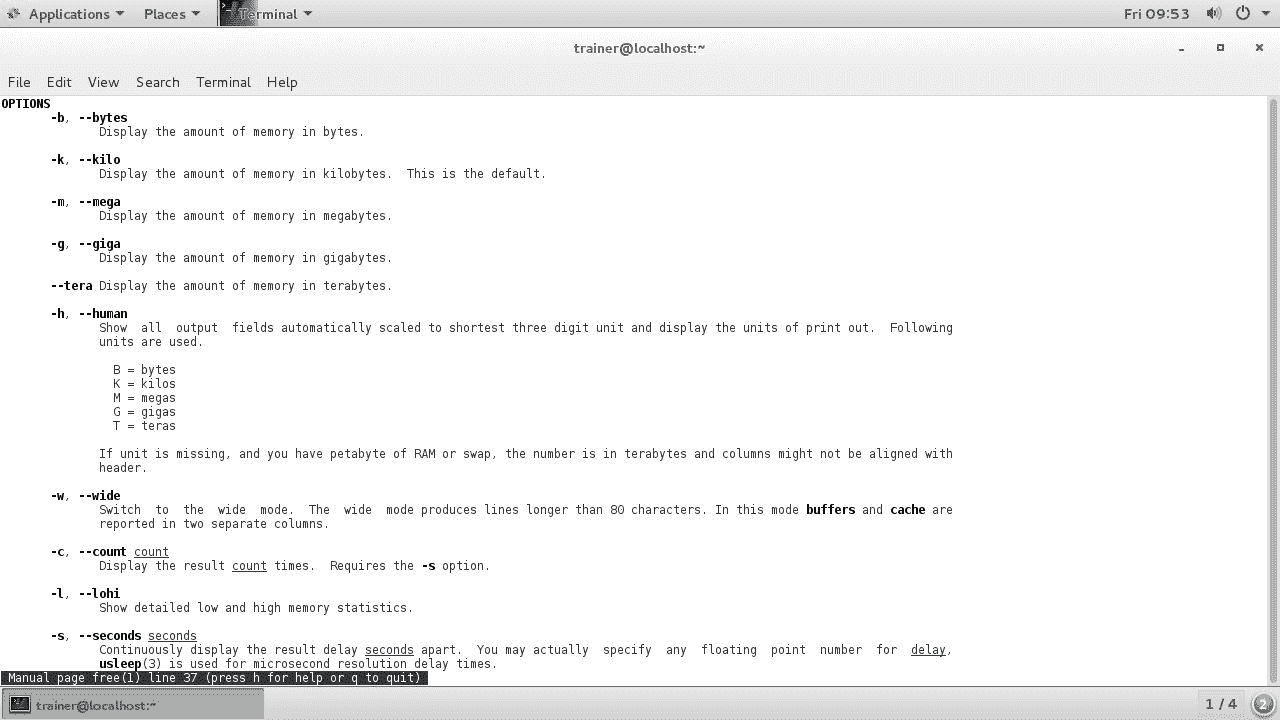 Applications Places Terminal Fri 09:53
trainer@localhost:~
File Edit View Search Terminal Help
OPTIONS
-b, --bytes
Display the amount of memory in bytes.
-k, --kilo
Display the amount of memory in kilobytes.  This is the default.
-m, --mega
Display the amount of memory in megabytes.
-g, --giga
Display the amount of memory in gigabytes.
--tera Display the amount of memory in terabytes.
-h, --human
Show  all  output  fields automatically scaled to shortest three digit unit and display the units of print out.  Following
units are used.
B = bytes
K = kilos
M = megas
G = gigas
T = teras
If unit is missing, and you have petabyte of RAM or swap, the number is in terabytes and columns might not be aligned with
header.
-w, --wide
Switch  to  the  wide  mode.  The  wide  mode produces lines longer than 80 characters. In this mode buffers and cache are
reported in two separate columns.
-c, --count count
Display the result count times.  Requires the -s option.
-l, --lohi
Show detailed low and high memory statistics.
-s, --seconds seconds
Continuously display the result delay seconds apart.  You may actually  specify  any  floating  point  number  for  delay,
usleep(3) is used for microsecond resolution delay times.
Manual page free(1) line 37 (press h for help or q to quit)
trainer@localhost:~ 1 / 4 2